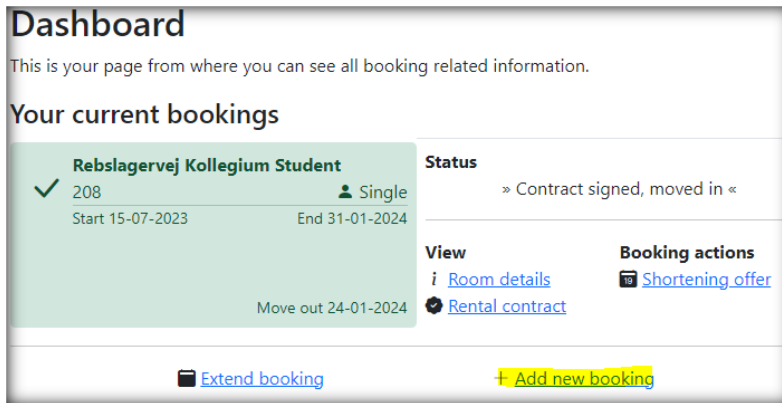 Dashboard
This is your page from where you can see all booking related information.
Your current bookings
Rebslagervej Kollegium Student
208 Single
Start 15-07-2023 End 31-01-2024
Move out 24-01-2024
Status
» Contract signed, moved in «
View
i Room details
Rental contract
Booking actions
19 Shortening offer
Extend booking
+ Add new booking